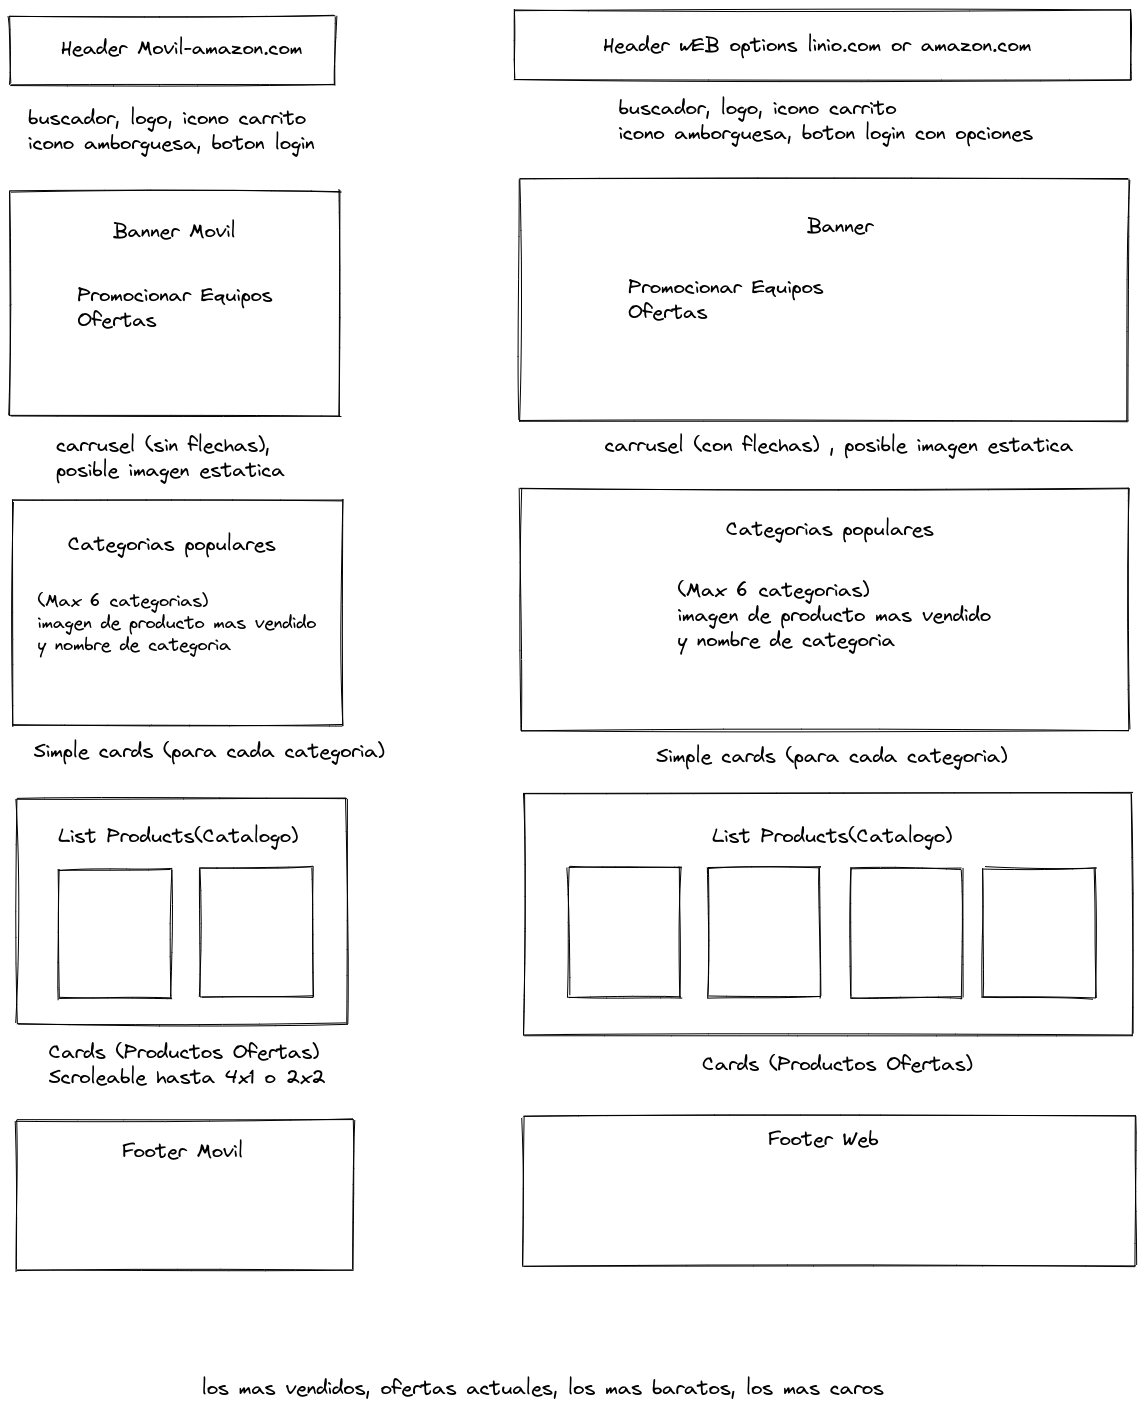 Header Movil-amazon.com
buscador, logo, icono carrito
icono amborguesa, boton login
Banner Movil
Promocionar Equipos
Ofertas
carrusel (sin flechas),
posible imagen estatica
Categorias populares
(Max 6 categorias)
imagen de producto mas vendido
y nombre de categoria
Simple cards (para cada categoria)
List Products(Catalogo)
Cards (Productos Ofertas)
Scroleable hasta 4x1 o 2x2
Footer Movil
Header wEB options linio.com or amazon.com
buscador, logo, icono carrito
icono amborguesa, boton login con opciones
Banner
Promocionar Equipos
Ofertas
carrusel (con flechas) , posible imagen estatica
Categorias populares
(Max 6 categorias)
imagen de producto mas vendido
y nombre de categoria
Simple cards (para cada categoria)
List Products(Catalogo)
Cards (Productos Ofertas)
Footer Web
los mas vendidos, ofertas actuales, los mas baratos, los mas caros